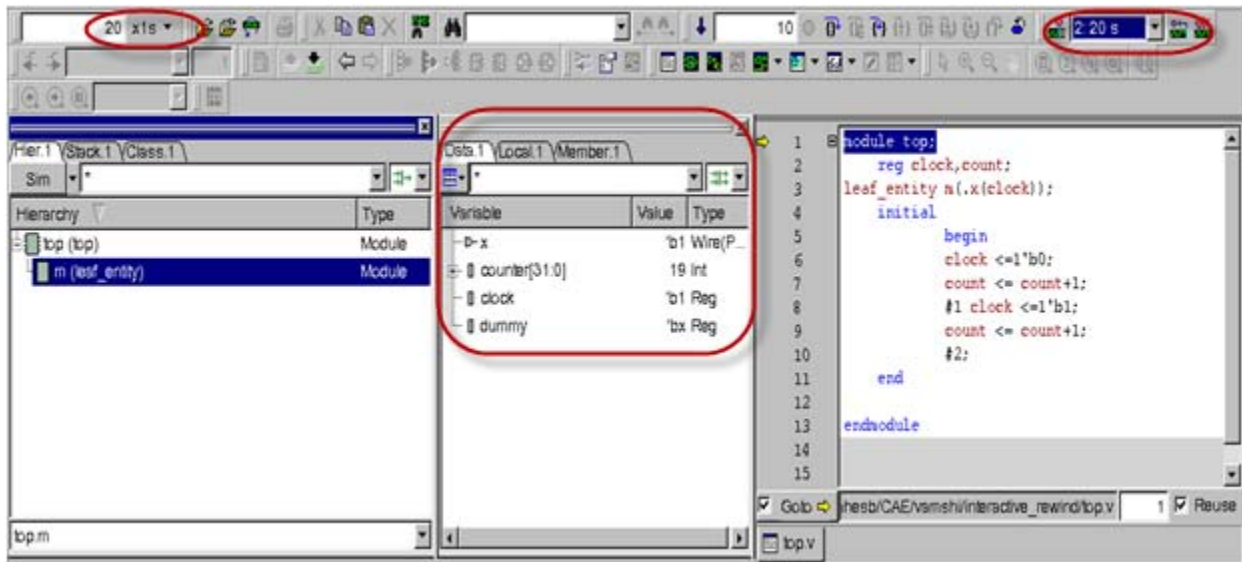 20 x1s
10
2:20 s
Hier.1 Stack.1 Class.1
Sim *
Hierarchy Type
top (top) Module
m (leaf_entity) Module
top.m
Data.1 Local.1 Member.1
*
Variable Value Type
x 'b1 Wire(P...
counter[31:0] 19 Int
clock 'b1 Reg
dummy 'bx Reg
1 module top;
2 reg clock,count;
3 leaf_entity m(.x(clock));
4 initial
5 begin
6 clock <=1'b0;
7 count <= count+1;
8 #1 clock <=1'b1;
9 count <= count+1;
10 #2;
11 end
12
13 endmodule
14
15
Goto hesb/CAE/vamshi/interactive_rewind/top.v 1 Reuse
top.v